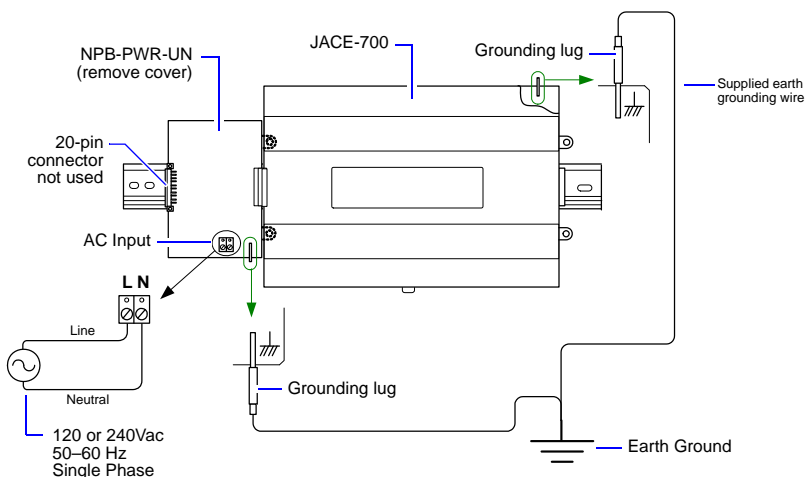 NPB-PWR-UN
(remove cover)
JACE-700
Grounding lug
Supplied earth
grounding wire
20-pin
connector
not used
AC Input
L N
Line
Neutral
Grounding lug
120 or 240Vac
50–60 Hz
Single Phase
Earth Ground